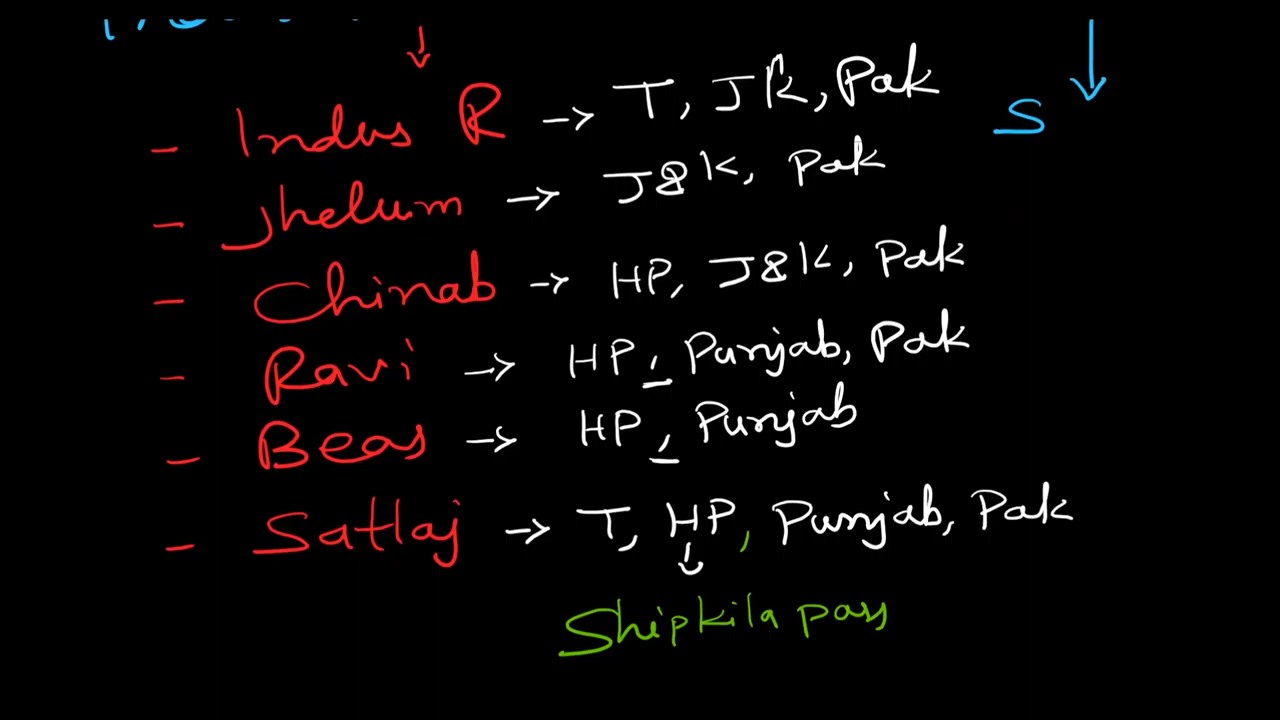 - Indus R → T, JK, Pak
S
- Jhelum → J&K, Pak
- Chinab → HP, J&K, Pak
- Ravi → HP, Punjab, Pak
- Beas → HP, Punjab
- Satlaj → T, HP, Punjab, Pak
Shipkila pass